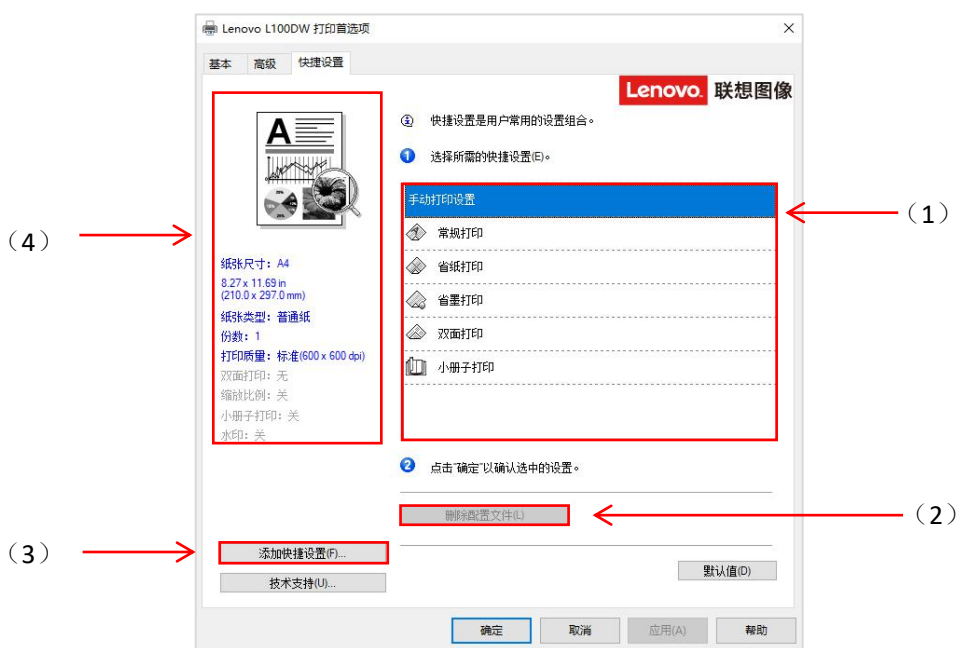 Lenovo L100DW 打印首选项
基本 高级 快捷设置
Lenovo. 联想图像
快捷设置是用户常用的设置组合。
1 选择所需的快捷设置(E)。
手动打印设置
(1)
常规打印
省纸打印
省墨打印
双面打印
小册子打印
(4)
A
纸张尺寸：A4
8.27 x 11.69 in
(210.0 x 297.0 mm)
纸张类型：普通纸
份数：1
打印质量：标准(600 x 600 dpi)
双面打印：无
缩放比例：关
小册子打印：关
水印：关
2 点击"确定"以确认选中的设置。
删除配置文件(L)
(2)
(3)
添加快捷设置(F)...
技术支持(U)...
默认值(D)
确定 取消 应用(A) 帮助